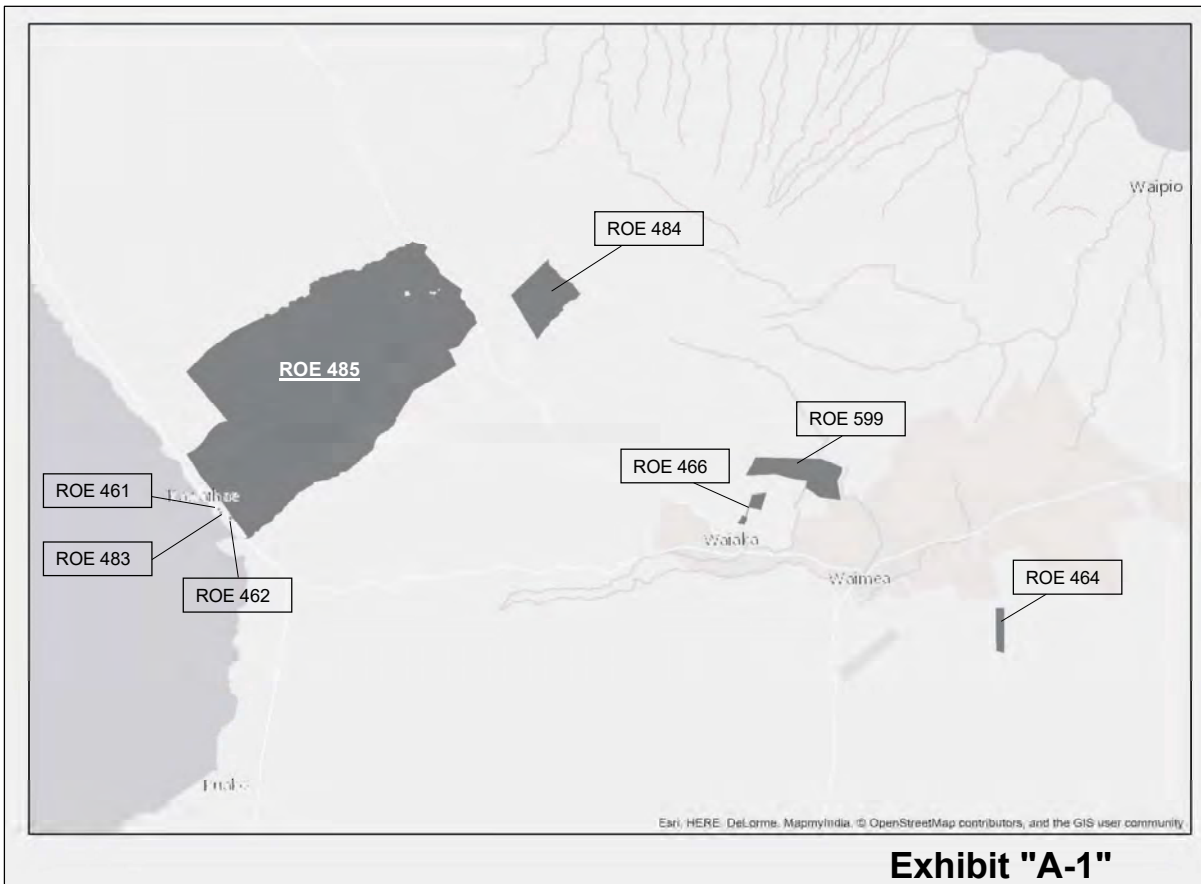 Waipio
ROE 484
ROE 485
ROE 599
ROE 466
ROE 461
ROE 483
ROE 462
Waiaka
Waimea
ROE 464
Esri, HERE, DeLorme, MapmyIndia, © OpenStreetMap contributors, and the GIS user community
Exhibit "A-1"